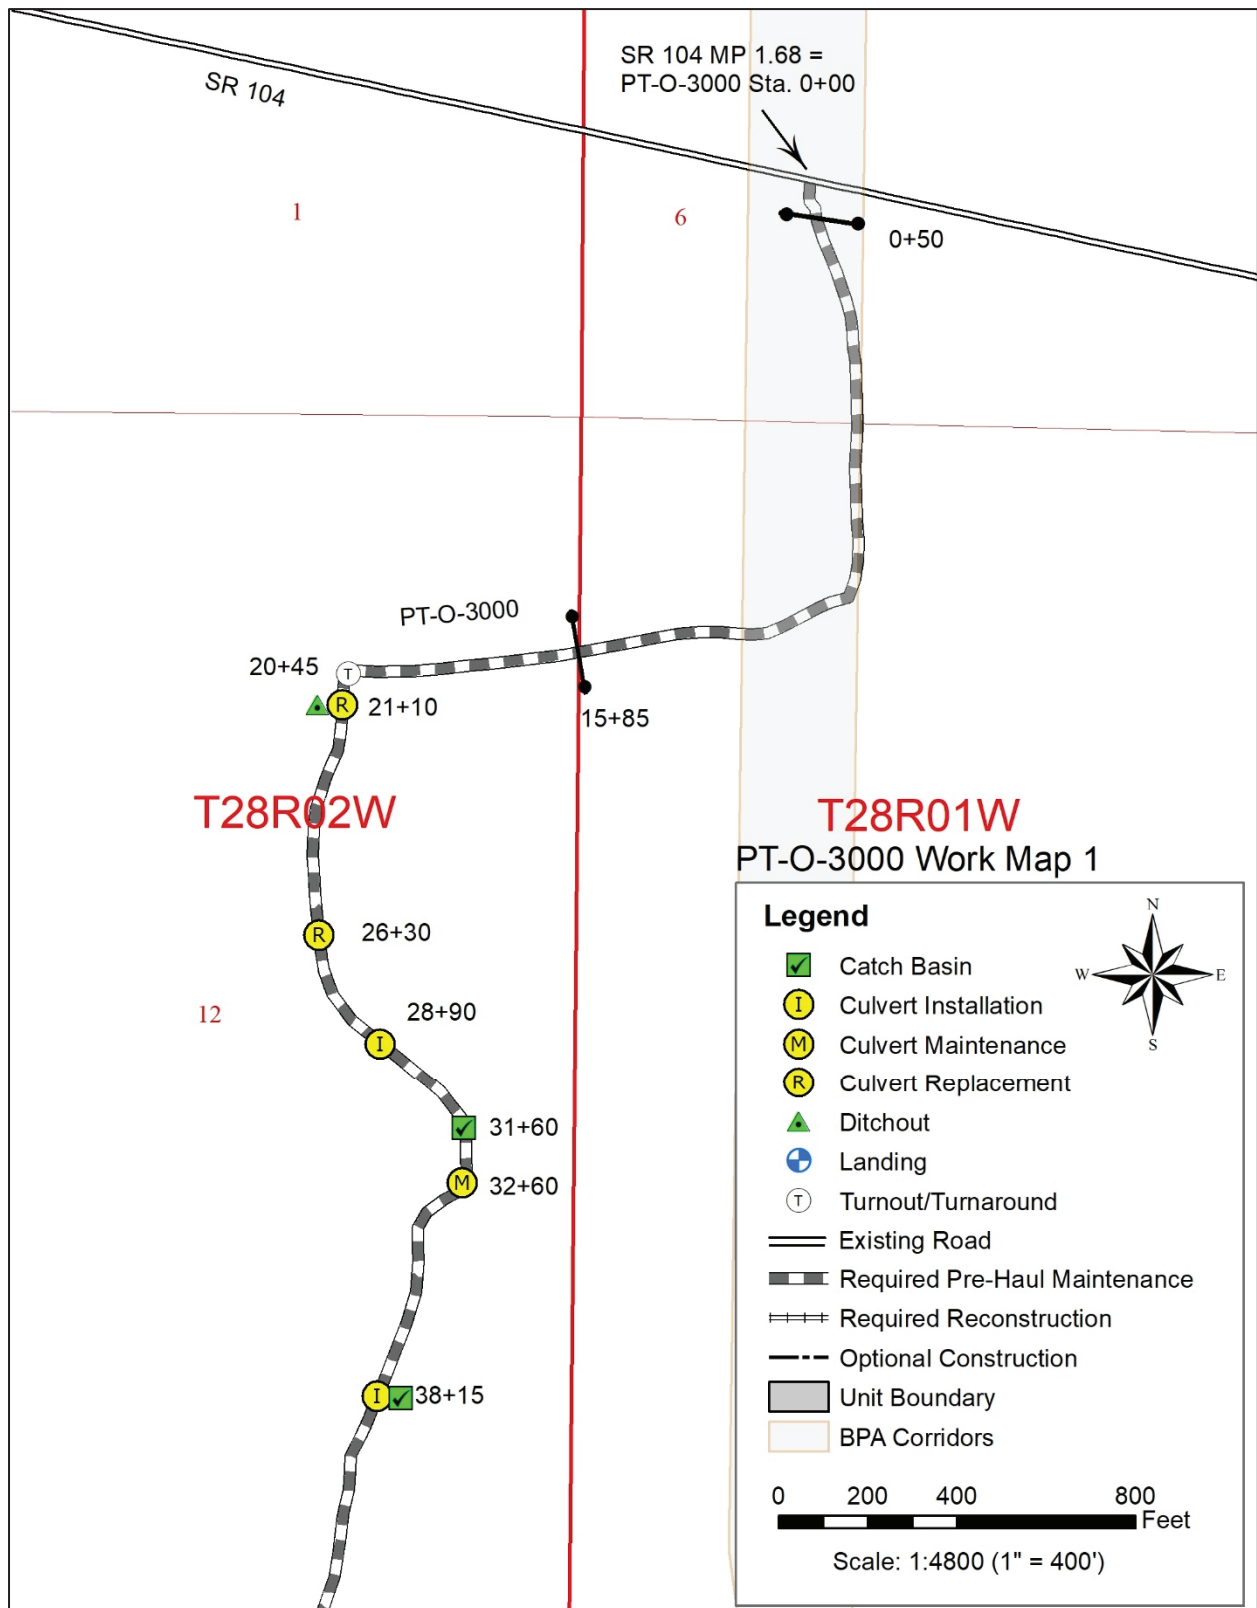 SR 104 MP 1.68 =
PT-O-3000 Sta. 0+00
SR 104
1
6
0+50
PT-O-3000
20+45
21+10
15+85
T28R02W
T28R01W
PT-O-3000 Work Map 1
26+30
12
28+90
31+60
32+60
38+15
T
R
R
I
M
I
Legend
N
W
E
S
Catch Basin
I Culvert Installation
M Culvert Maintenance
R Culvert Replacement
Ditchout
Landing
T Turnout/Turnaround
Existing Road
Required Pre-Haul Maintenance
Required Reconstruction
Optional Construction
Unit Boundary
BPA Corridors
0 200 400 800
Feet
Scale: 1:4800 (1" = 400')